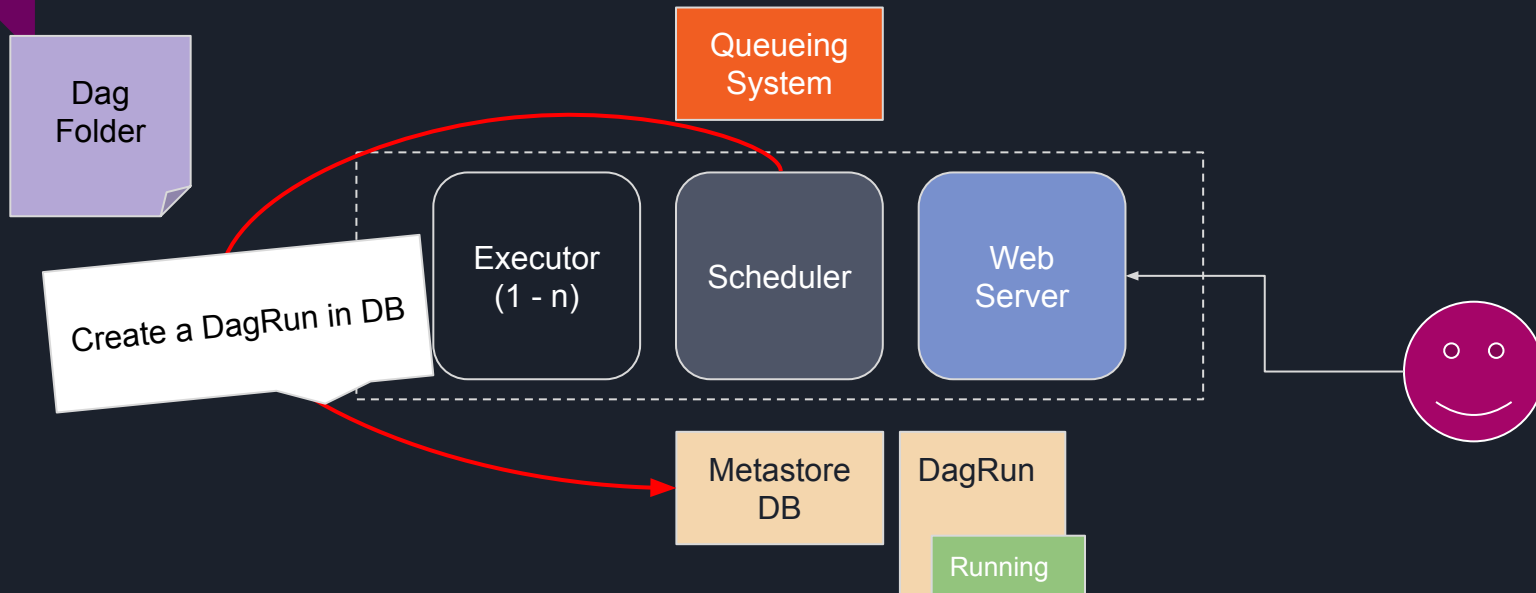 Queueing
System
Dag
Folder
Executor
(1 - n)
Scheduler
Web
Server
Create a DagRun in DB
Metastore
DB
DagRun
Running